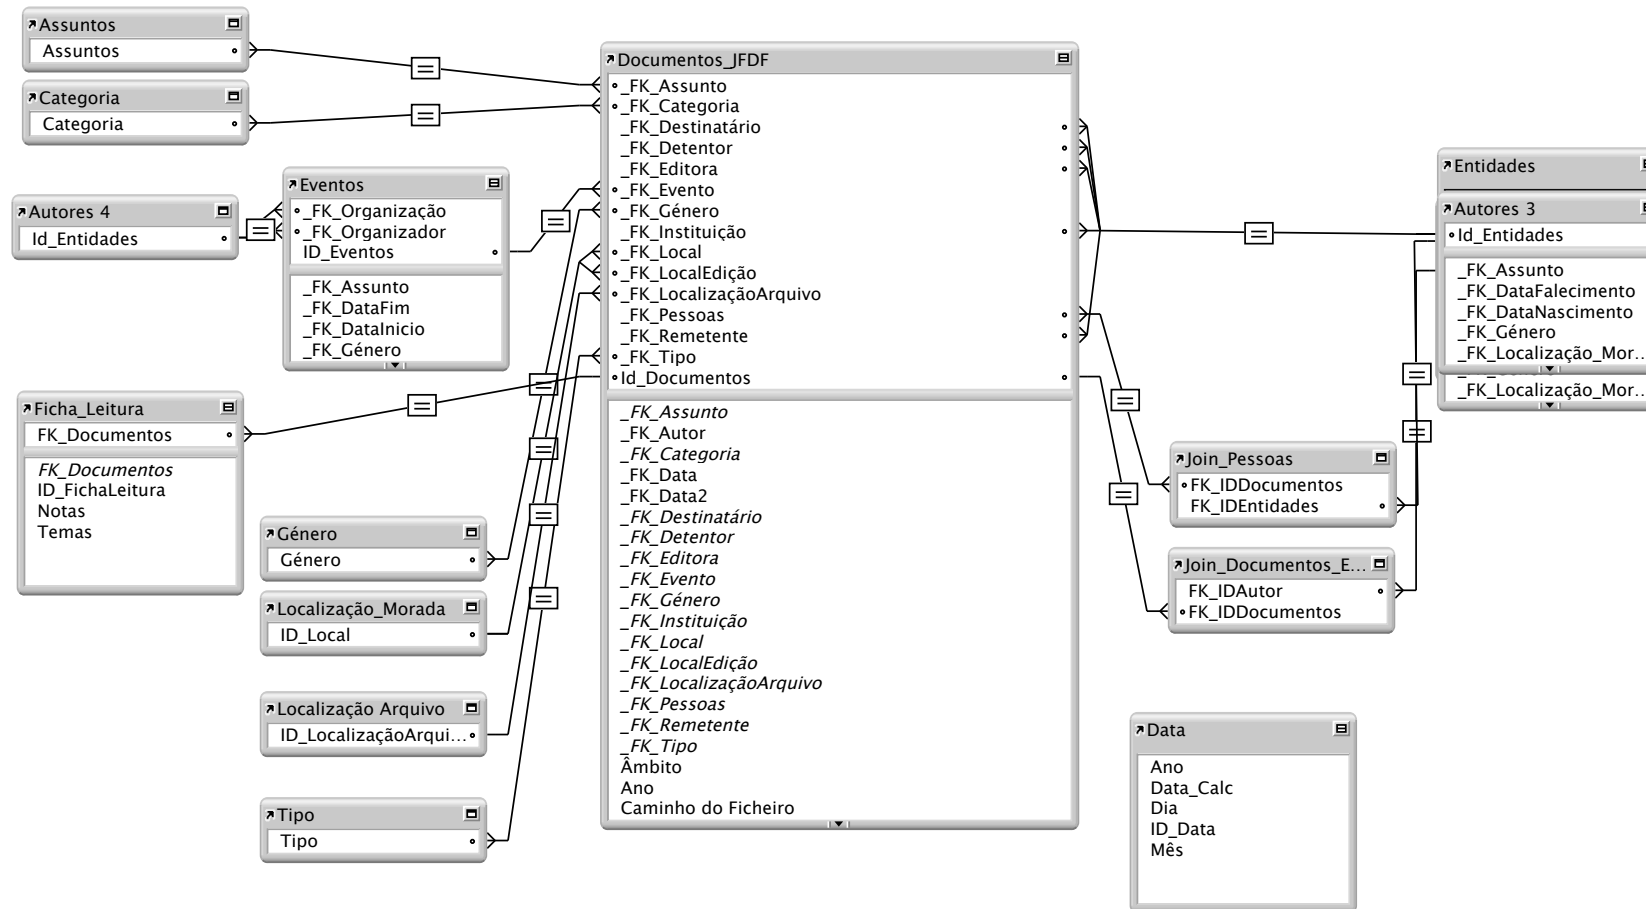 Assuntos
Assuntos
Categoria
Categoria
Autores 4
Id_Entidades
Eventos
_FK_Organização
_FK_Organizador
ID_Eventos
_FK_Assunto
_FK_DataFim
_FK_DataInicio
_FK_Género
Ficha_Leitura
FK_Documentos
FK_Documentos
ID_FichaLeitura
Notas
Temas
Género
Género
Localização_Morada
ID_Local
Localização Arquivo
ID_LocalizaçãoArqui...
Tipo
Tipo
Documentos_JFDF
_FK_Assunto
_FK_Categoria
_FK_Destinatário
_FK_Detentor
_FK_Editora
_FK_Evento
_FK_Género
_FK_Instituição
_FK_Local
_FK_LocalEdição
_FK_LocalizaçãoArquivo
_FK_Pessoas
_FK_Remetente
_FK_Tipo
Id_Documentos
_FK_Assunto
_FK_Autor
_FK_Categoria
_FK_Data
_FK_Data2
_FK_Destinatário
_FK_Detentor
_FK_Editora
_FK_Evento
_FK_Género
_FK_Instituição
_FK_Local
_FK_LocalEdição
_FK_LocalizaçãoArquivo
_FK_Pessoas
_FK_Remetente
_FK_Tipo
Âmbito
Ano
Caminho do Ficheiro
Entidades
Autores 3
Id_Entidades
_FK_Assunto
_FK_DataFalecimento
_FK_DataNascimento
_FK_Género
_FK_Localização_Mor...
_FK_Localização_Mor...
Join_Pessoas
FK_IDDocumentos
FK_IDEntidades
Join_Documentos_E...
FK_IDAutor
FK_IDDocumentos
Data
Ano
Data_Calc
Dia
ID_Data
Mês